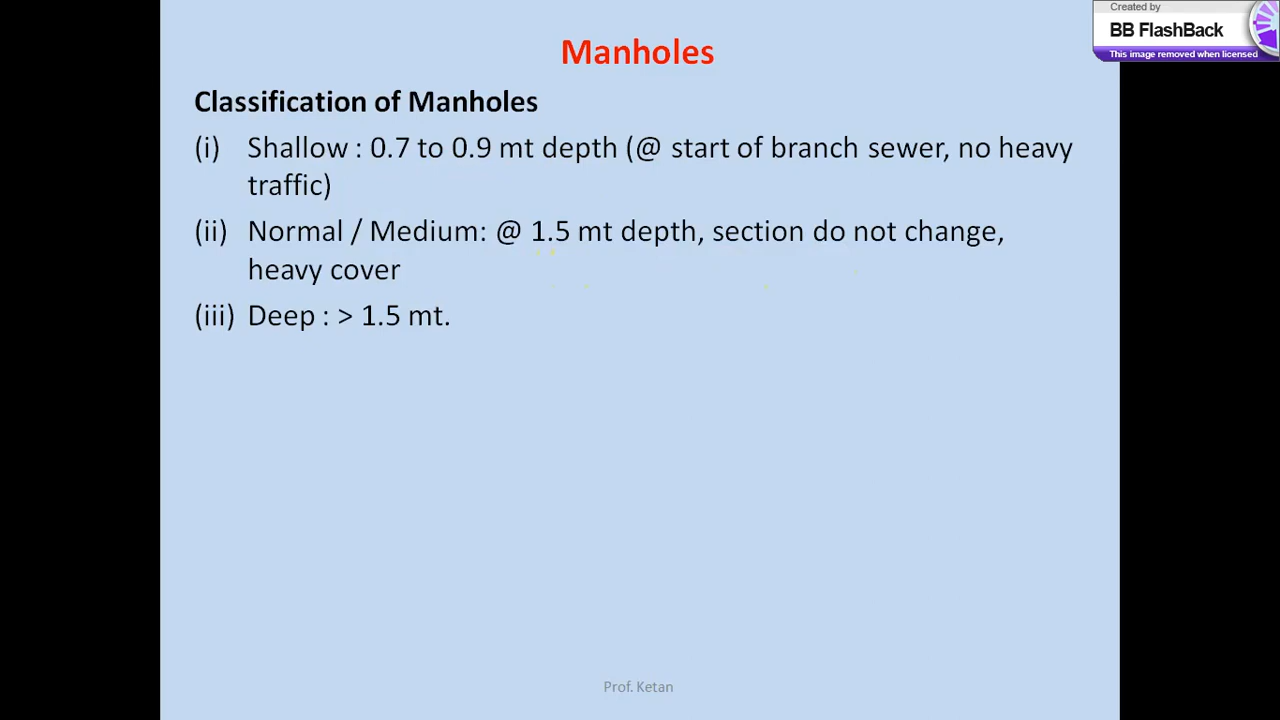 Created by
BB FlashBack
This image removed when licensed
Manholes
Classification of Manholes
(i) Shallow : 0.7 to 0.9 mt depth (@ start of branch sewer, no heavy
traffic)
(ii) Normal / Medium: @ 1.5 mt depth, section do not change,
heavy cover
(iii) Deep : > 1.5 mt.
Prof. Ketan